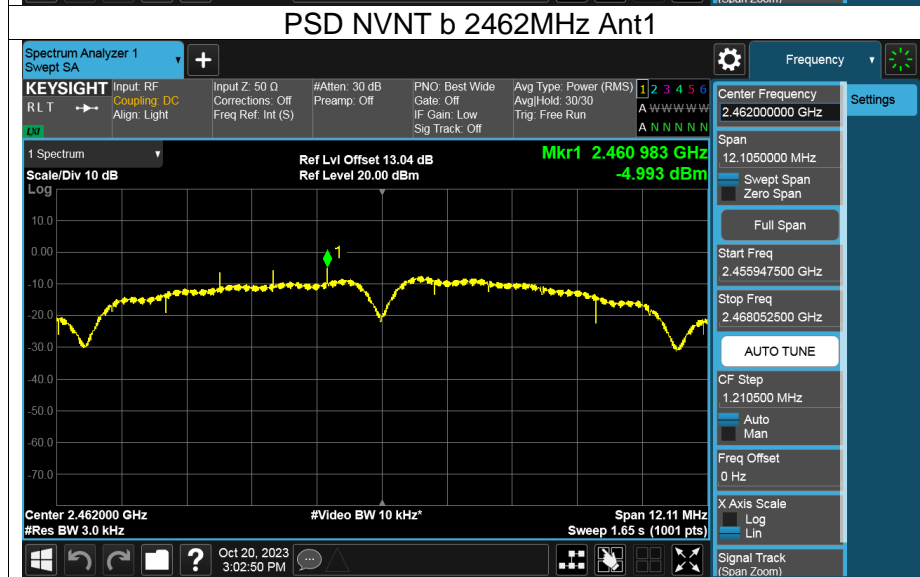 (Span Zoom)
PSD NVNT b 2462MHz Ant1
Spectrum Analyzer 1
Swept SA
Frequency
KEYSIGHT
R L T
LXI
Input: RF
Coupling: DC
Align: Light
Input Z: 50 Ω
Corrections: Off
Freq Ref: Int (S)
#Atten: 30 dB
Preamp: Off
PNO: Best Wide
Gate: Off
IF Gain: Low
Sig Track: Off
Avg Type: Power (RMS)
Avg|Hold: 30/30
Trig: Free Run
1 2 3 4 5 6
A W W W W W
A N N N N N
1 Spectrum
Scale/Div 10 dB
Ref Lvl Offset 13.04 dB
Ref Level 20.00 dBm
Mkr1 2.460 983 GHz
-4.993 dBm
Log
10.0
0.00
-10.0
-20.0
-30.0
-40.0
-50.0
-60.0
-70.0
1
Center 2.462000 GHz
#Res BW 3.0 kHz
#Video BW 10 kHz*
Span 12.11 MHz
Sweep 1.65 s (1001 pts)
?
Oct 20, 2023
3:02:50 PM
Center Frequency
2.462000000 GHz
Settings
Span
12.1050000 MHz
Swept Span
Zero Span
Full Span
Start Freq
2.455947500 GHz
Stop Freq
2.468052500 GHz
AUTO TUNE
CF Step
1.210500 MHz
Auto
Man
Freq Offset
0 Hz
X Axis Scale
Log
Lin
Signal Track
(Span Zoom)